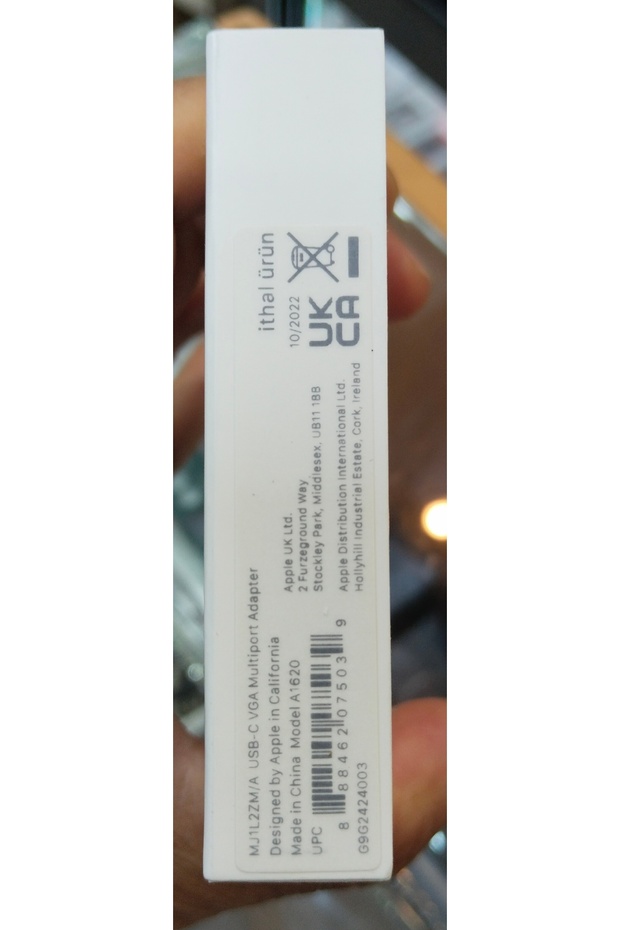 MJ1L2ZM/A USB-C VGA Multiport Adapter
Designed by Apple in California
Made in China Model A1620
UPC
8 88462 07503 9
G9G2424003
Apple UK Ltd.
2 Furzeground Way
Stockley Park, Middlesex, UB11 1BB
Apple Distribution International Ltd.
Hollyhill Industrial Estate, Cork, Ireland
ithal ürün
10/2022
UK
CA